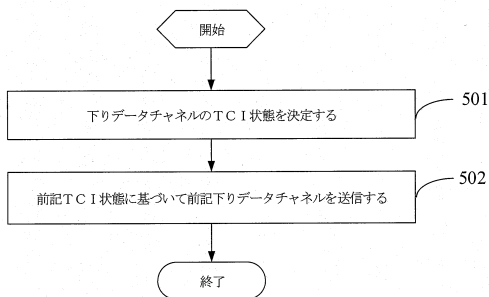 開始
下りデータチャネルのＴＣＩ状態を決定する
501
前記ＴＣＩ状態に基づいて前記下りデータチャネルを送信する
502
終了